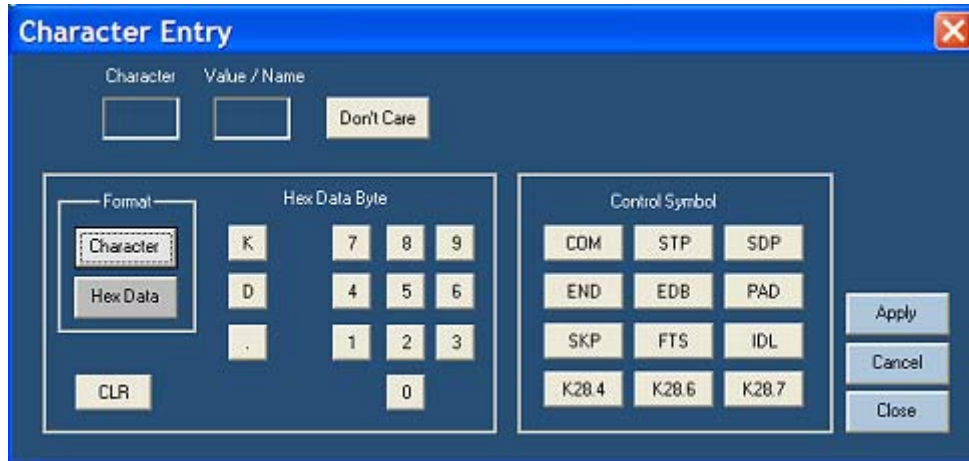 Character Entry
Character Value / Name
Don't Care
Format
Hex Data Byte
Control Symbol
Character K 7 8 9 COM STP SDP
Hex Data D 4 5 6 END EDB PAD
Apply
. 1 2 3 SKP FTS IDL
Cancel
CLR 0 K28.4 K28.6 K28.7
Close